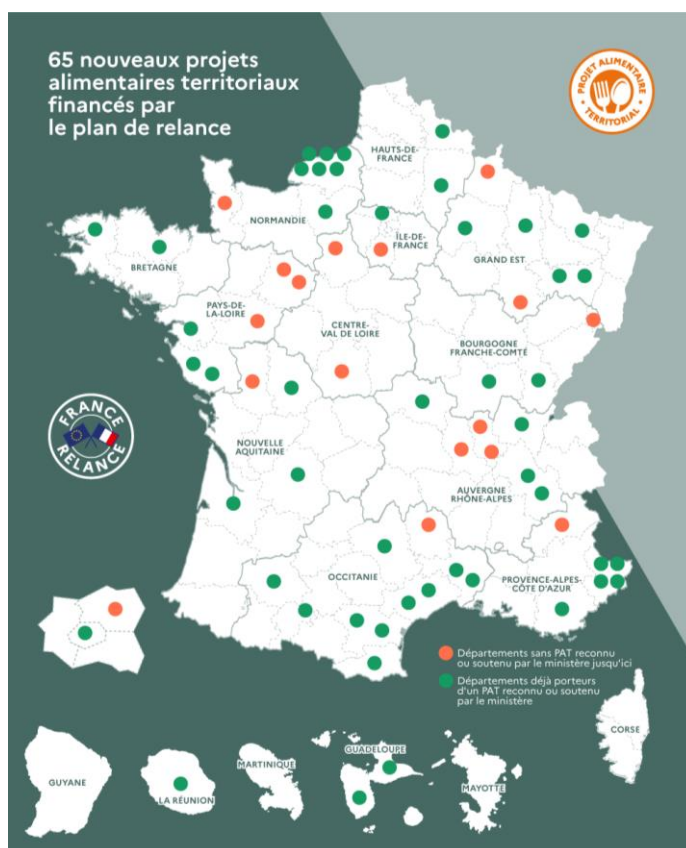 65 nouveaux projets
alimentaires territoriaux
financés par
le plan de relance
PROJET ALIMENTAIRE
TERRITORIAL
HAUTS-DE-
FRANCE
NORMANDIE
ÎLE-DE-
FRANCE
GRAND EST
BRETAGNE
PAYS-DE-
LA-LOIRE
CENTRE-
VAL DE LOIRE
BOURGOGNE
FRANCHE-COMTÉ
FRANCE
RELANCE
NOUVELLE
AQUITAINE
AUVERGNE
RHÔNE-ALPES
OCCITANIE
PROVENCE-ALPES-
CÔTE D'AZUR
Départements sans PAT reconnu
ou soutenu par le ministère jusqu'ici
Départements déjà porteurs
d'un PAT reconnu ou soutenu
par le ministère
CORSE
GUYANE
LA RÉUNION
MARTINIQUE
GUADELOUPE
MAYOTTE